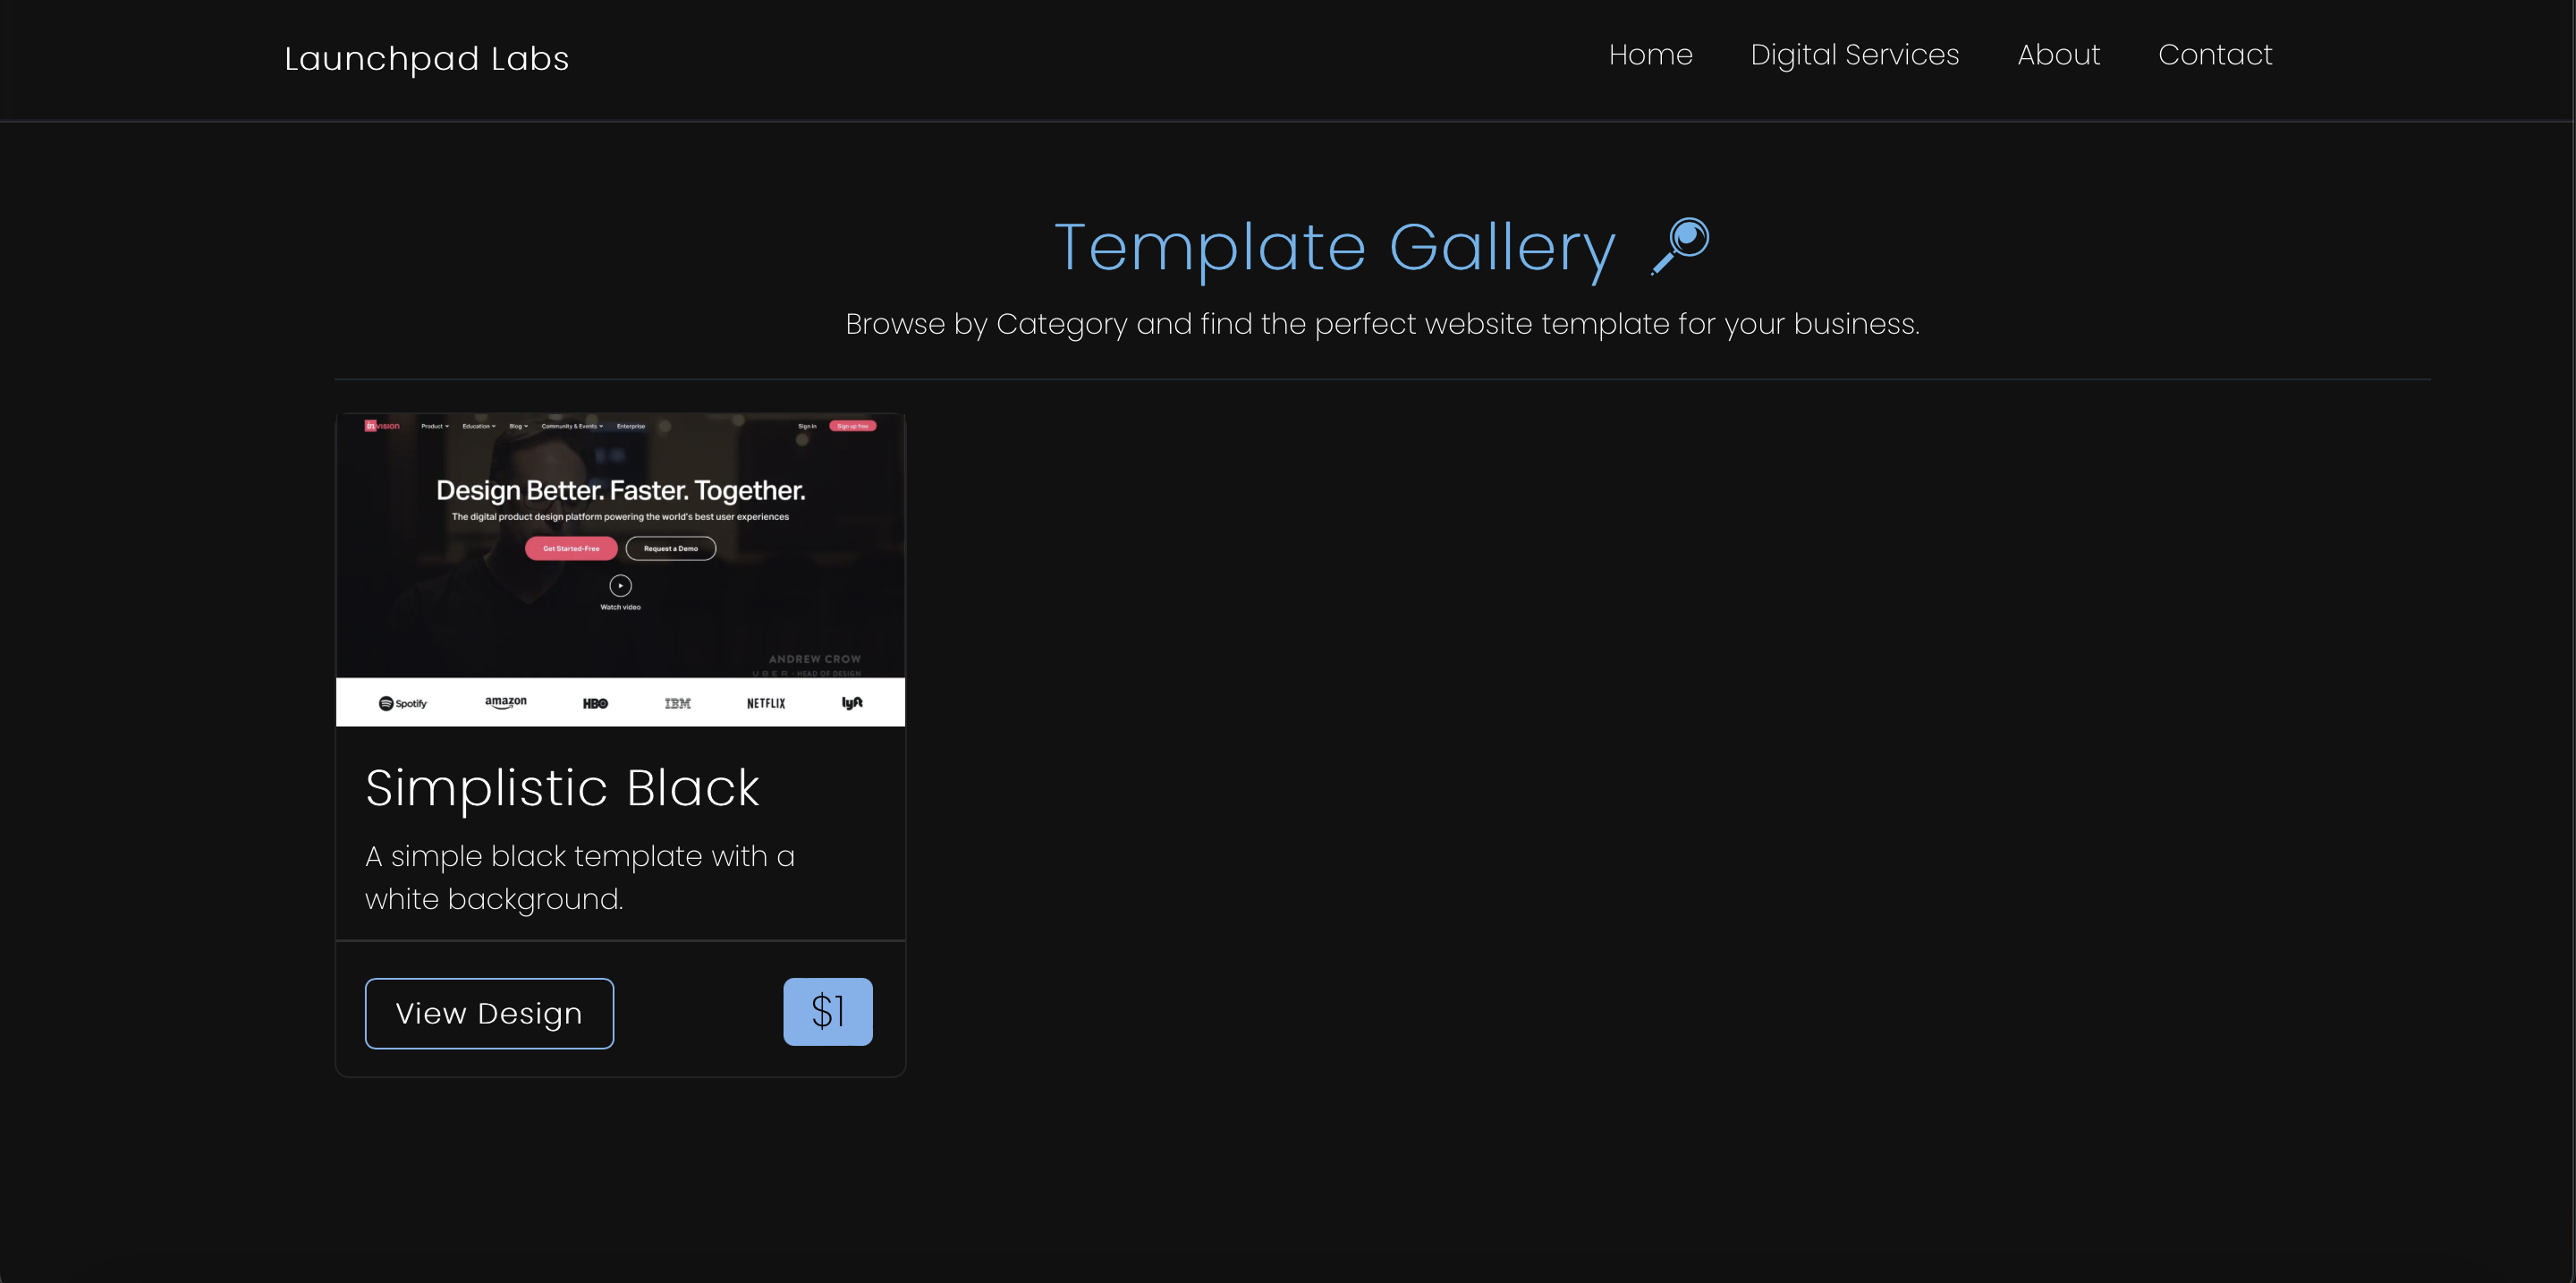 Launchpad Labs
Home Digital Services About Contact
Template Gallery
Browse by Category and find the perfect website template for your business.
invision Product Education Blog Community & Events Enterprise Sign In Sign up free
Design Better. Faster. Together.
The digital product design platform powering the world's best user experiences
Get Started-Free Request a Demo
Watch video
ANDREW CROW
UBER - HEAD OF DESIGN
Spotify amazon HBO IBM NETFLIX lyft
Simplistic Black
A simple black template with a
white background.
View Design $1